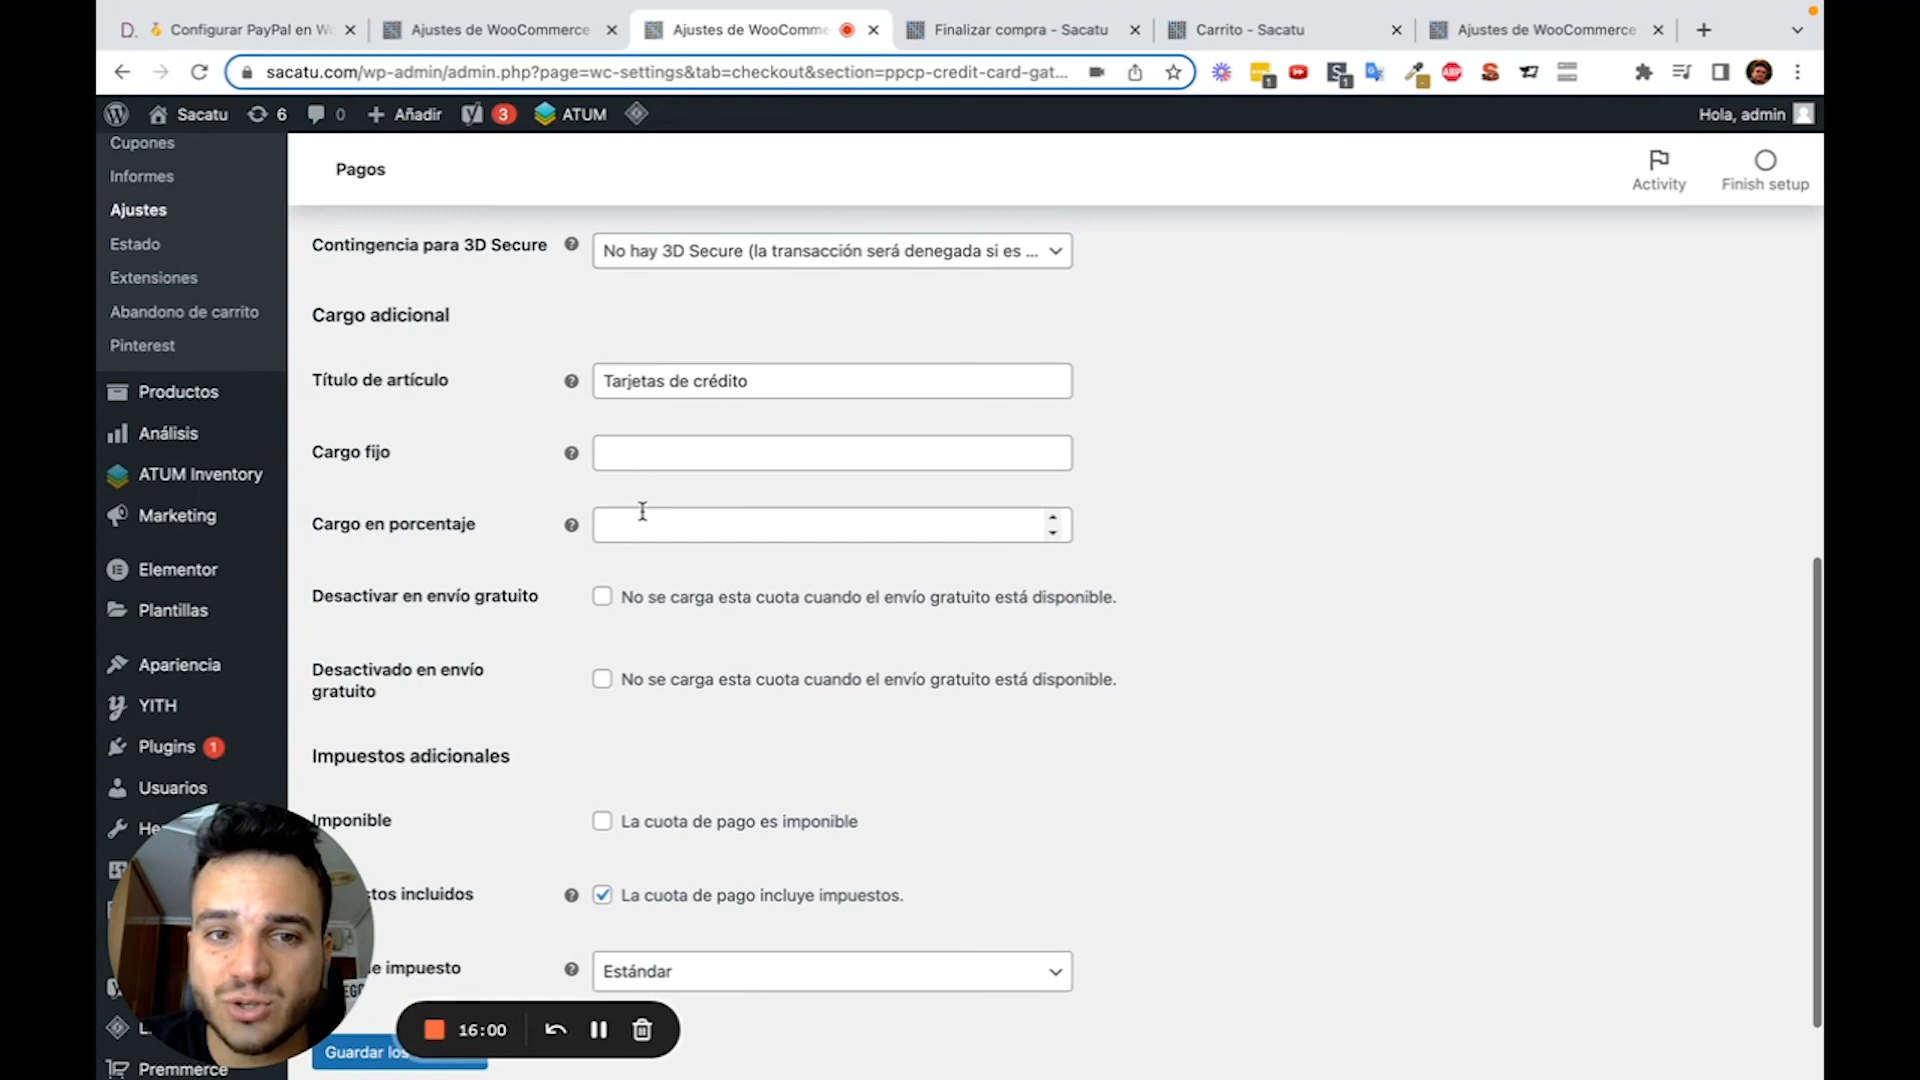 D. Configurar PayPal en Wo
Ajustes de WooCommerce
Ajustes de WooComme
Finalizar compra - Sacatu
Carrito - Sacatu
Ajustes de WooCommerce
sacatu.com/wp-admin/admin.php?page=wc-settings&tab=checkout&section=ppcp-credit-card-gat...
Sacatu
6
0
Añadir
3
ATUM
Hola, admin
Cupones
Informes
Ajustes
Estado
Extensiones
Abandono de carrito
Pinterest
Productos
Análisis
ATUM Inventory
Marketing
Elementor
Plantillas
Apariencia
YITH
Plugins 1
Usuarios
He
L
Premmerce
Pagos
Activity
Finish setup
Contingencia para 3D Secure
No hay 3D Secure (la transacción será denegada si es ...
Cargo adicional
Título de artículo
Tarjetas de crédito
Cargo fijo
Cargo en porcentaje
Desactivar en envío gratuito
No se carga esta cuota cuando el envío gratuito está disponible.
Desactivado en envío
gratuito
No se carga esta cuota cuando el envío gratuito está disponible.
Impuestos adicionales
Imponible
La cuota de pago es imponible
stos incluidos
La cuota de pago incluye impuestos.
e impuesto
Estándar
16:00
Guardar los